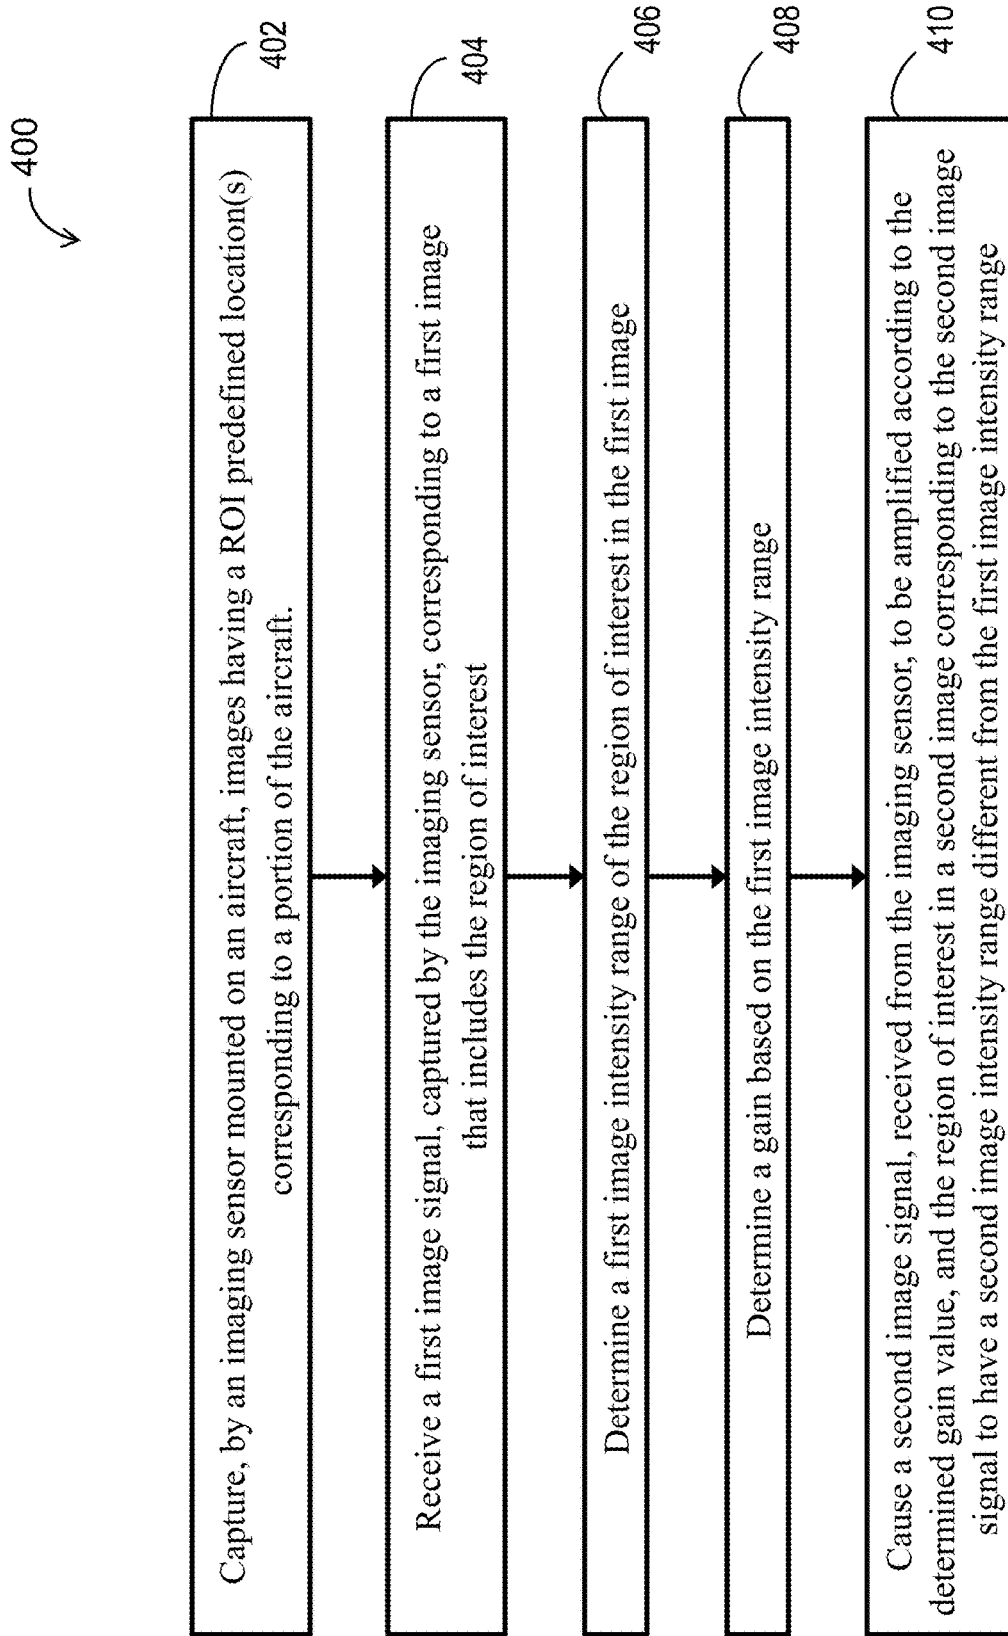 400
402
Capture, by an imaging sensor mounted on an aircraft, images having a ROI predefined location(s)
corresponding to a portion of the aircraft.
404
Receive a first image signal, captured by the imaging sensor, corresponding to a first image
that includes the region of interest
406
Determine a first image intensity range of the region of interest in the first image
408
Determine a gain based on the first image intensity range
410
Cause a second image signal, received from the imaging sensor, to be amplified according to the
determined gain value, and the region of interest in a second image corresponding to the second image
signal to have a second image intensity range different from the first image intensity range